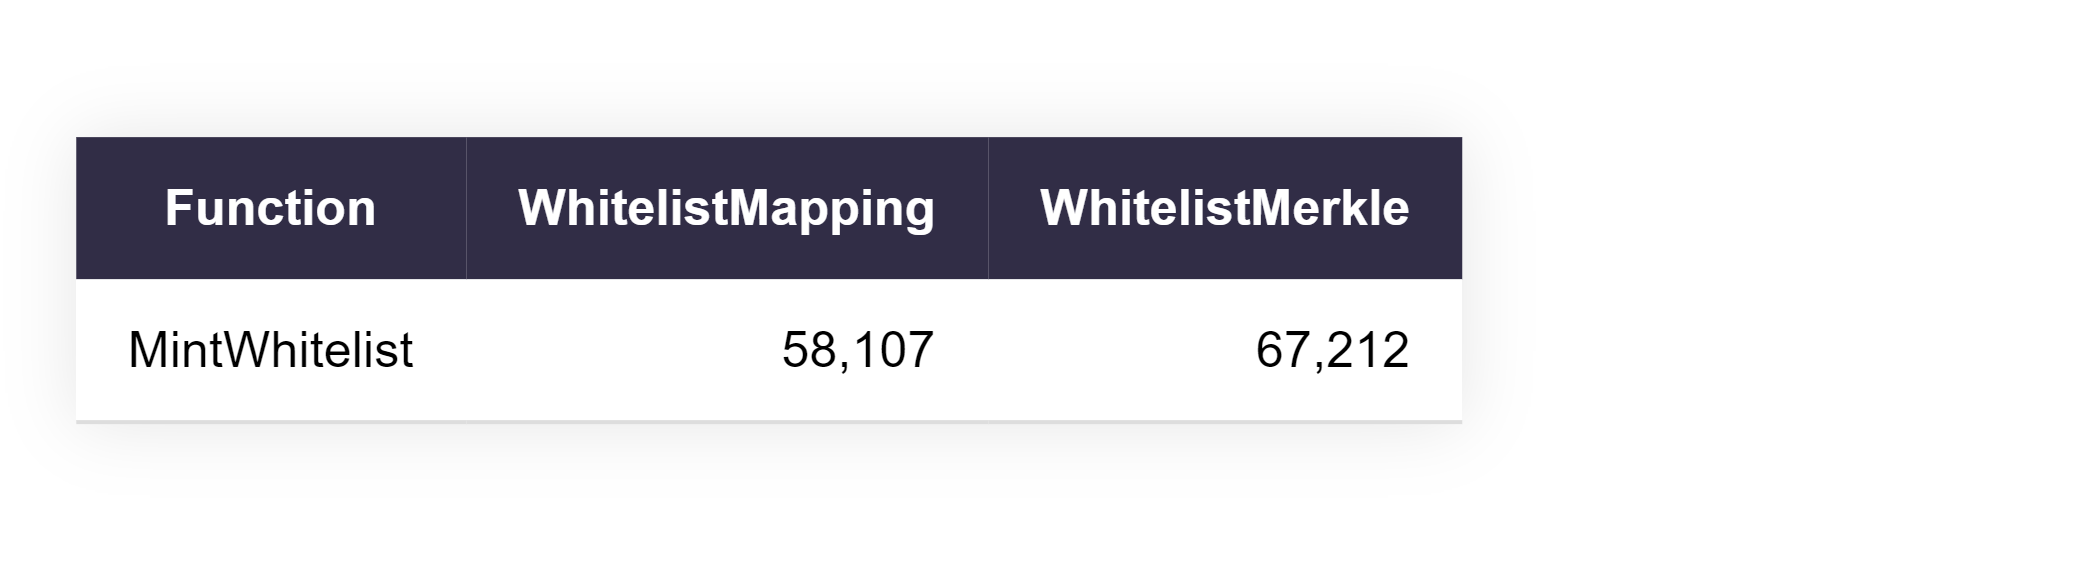 Function WhitelistMapping WhitelistMerkle
MintWhitelist 58,107 67,212